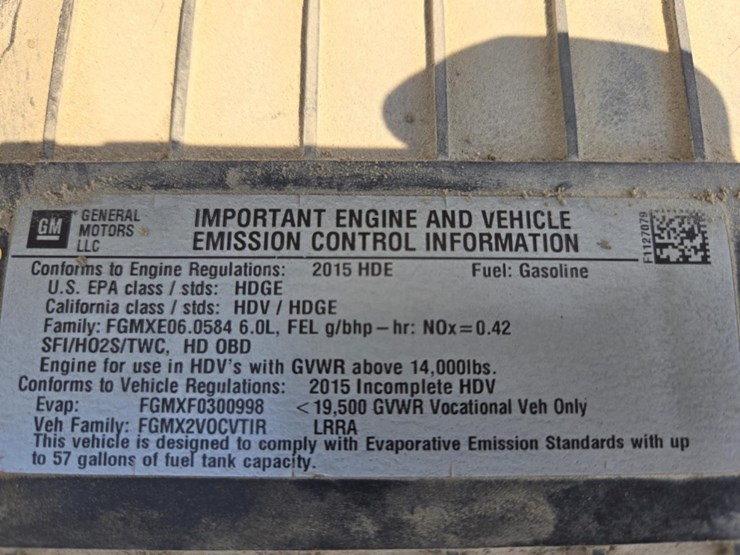 GM GENERAL MOTORS LLC
IMPORTANT ENGINE AND VEHICLE
EMISSION CONTROL INFORMATION
F1127079
Conforms to Engine Regulations: 2015 HDE Fuel: Gasoline
U.S. EPA class / stds: HDGE
California class / stds: HDV / HDGE
Family: FGMXE06.0584 6.0L, FEL g/bhp – hr: NOx=0.42
SFI/HO2S/TWC, HD OBD
Engine for use in HDV's with GVWR above 14,000lbs.
Conforms to Vehicle Regulations: 2015 Incomplete HDV
Evap: FGMXF0300998 <19,500 GVWR Vocational Veh Only
Veh Family: FGMX2VOCVTIR LRRA
This vehicle is designed to comply with Evaporative Emission Standards with up
to 57 gallons of fuel tank capacity.